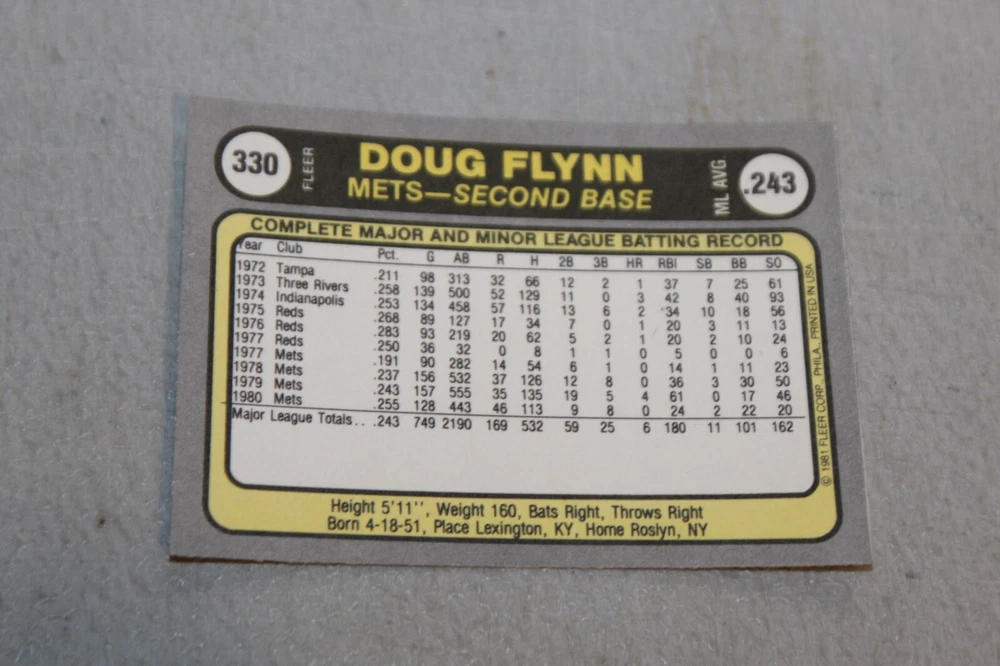 330
FLEER
DOUG FLYNN
METS—SECOND BASE
ML AVG
.243
COMPLETE MAJOR AND MINOR LEAGUE BATTING RECORD
Year Club Pct. G AB R H 2B 3B HR RBI SB BB SO
1972 Tampa .211 98 313 32 66 12 2 1 37 7 25 61
1973 Three Rivers .258 139 500 52 129 11 0 3 42 8 40 93
1974 Indianapolis .253 134 458 57 116 13 6 2 34 10 18 56
1975 Reds .268 89 127 17 34 7 0 1 20 3 11 13
1976 Reds .283 93 219 20 62 5 2 1 20 2 10 24
1977 Reds .250 36 32 0 8 1 1 0 5 0 0 6
1977 Mets .191 90 282 14 54 6 1 0 14 1 11 23
1978 Mets .237 156 532 37 126 12 8 0 36 3 30 50
1979 Mets .243 157 555 35 135 19 5 4 61 0 17 46
1980 Mets .255 128 443 46 113 9 8 0 24 2 22 20
Major League Totals... .243 749 2190 169 532 59 25 6 180 11 101 162
Height 5'11'', Weight 160, Bats Right, Throws Right
Born 4-18-51, Place Lexington, KY, Home Roslyn, NY
© 1981 FLEER CORP., PHILA., PRINTED IN USA